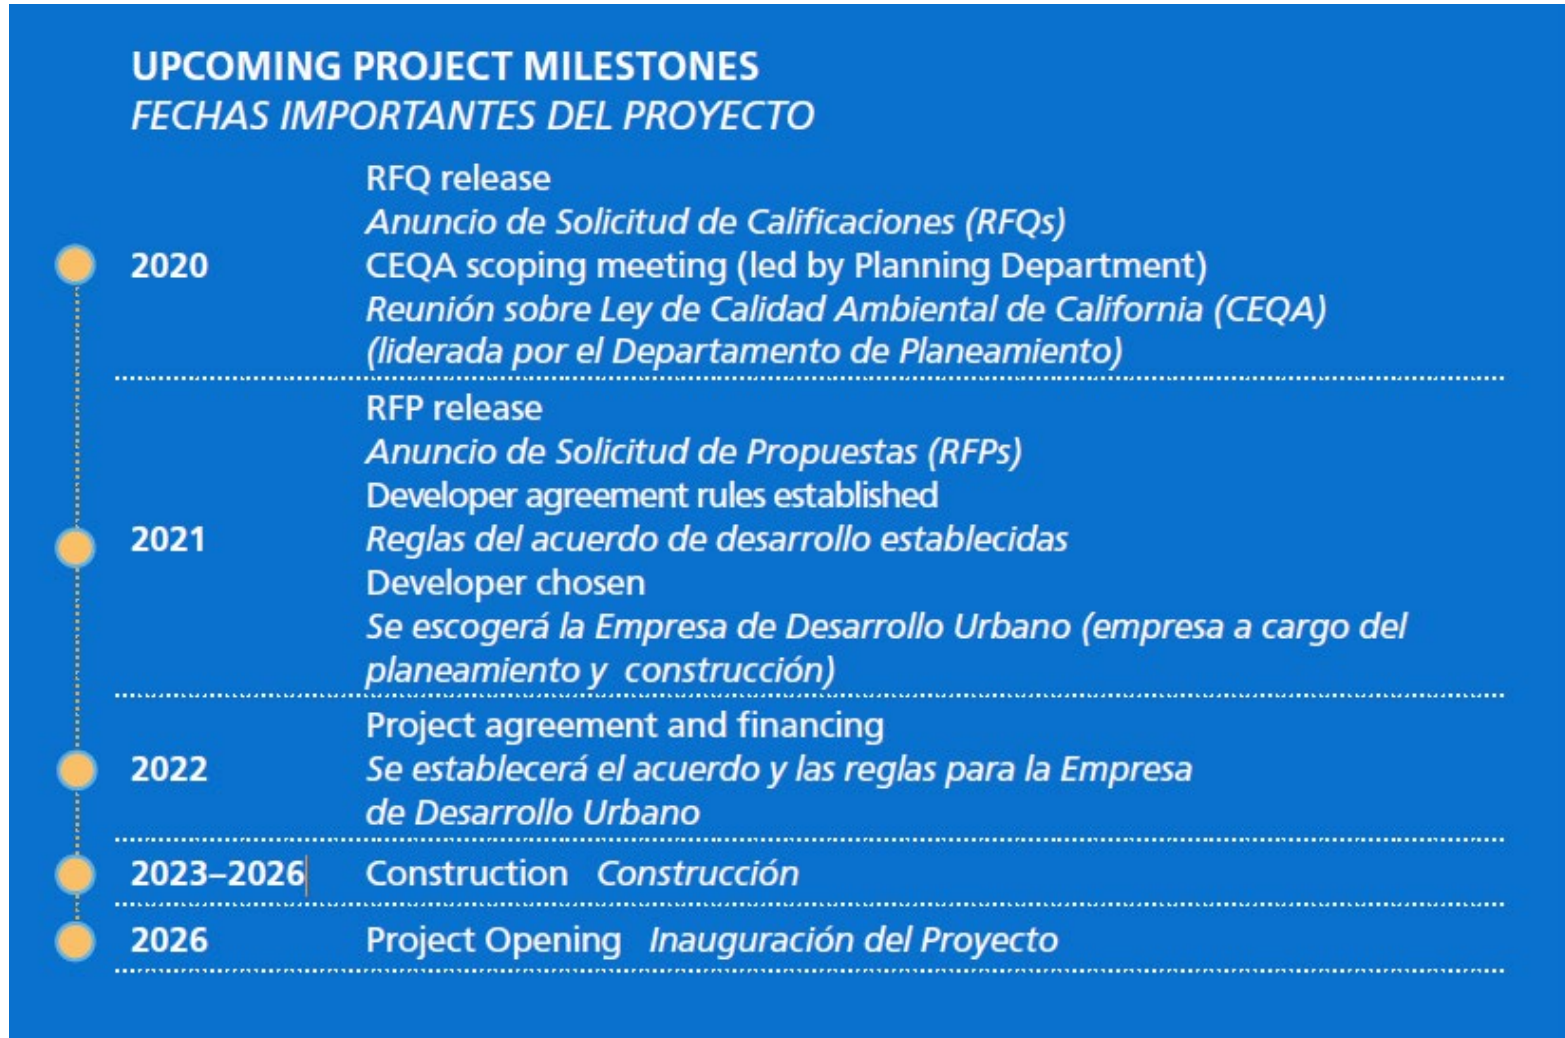 UPCOMING PROJECT MILESTONES
FECHAS IMPORTANTES DEL PROYECTO
RFQ release
Anuncio de Solicitud de Calificaciones (RFQs)
2020 CEQA scoping meeting (led by Planning Department)
Reunión sobre Ley de Calidad Ambiental de California (CEQA)
(liderada por el Departamento de Planeamiento)
RFP release
Anuncio de Solicitud de Propuestas (RFPs)
Developer agreement rules established
2021 Reglas del acuerdo de desarrollo establecidas
Developer chosen
Se escogerá la Empresa de Desarrollo Urbano (empresa a cargo del
planeamiento y construcción)
Project agreement and financing
2022 Se establecerá el acuerdo y las reglas para la Empresa
de Desarrollo Urbano
2023–2026 Construction Construcción
2026 Project Opening Inauguración del Proyecto